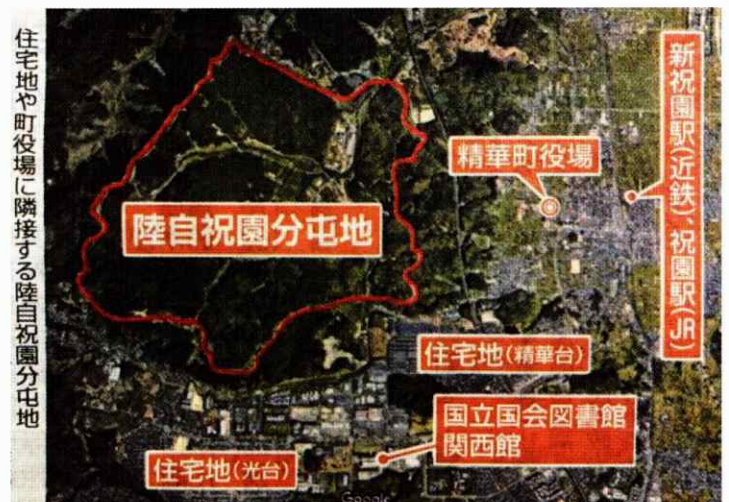 住宅地や町役場に隣接する陸自祝園分屯地
新祝園駅(近鉄)、祝園駅(JR)
精華町役場
陸自祝園分屯地
住宅地(精華台)
国立国会図書館
関西館
住宅地(光台)
Google